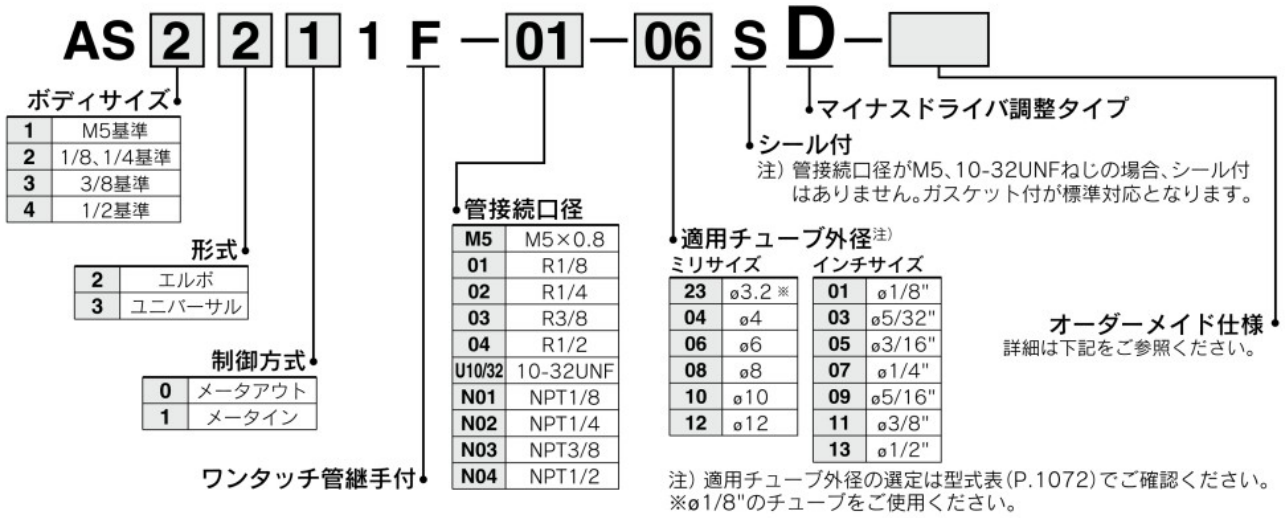 AS 2 2 1 1 F － 01 － 06 S D －
ボディサイズ
1 M5基準
2 1/8、1/4基準
3 3/8基準
4 1/2基準
形式
2 エルボ
3 ユニバーサル
制御方式
0 メータアウト
1 メータイン
ワンタッチ管継手付
管接続口径
M5 M5×0.8
01 R1/8
02 R1/4
03 R3/8
04 R1/2
U10/32 10-32UNF
N01 NPT1/8
N02 NPT1/4
N03 NPT3/8
N04 NPT1/2
マイナスドライバ調整タイプ
シール付
注) 管接続口径がM5、10-32UNFねじの場合、シール付
はありません。ガスケット付が標準対応となります。
適用チューブ外径注)
ミリサイズ
23 ø3.2 ※
04 ø4
06 ø6
08 ø8
10 ø10
12 ø12
インチサイズ
01 ø1/8"
03 ø5/32"
05 ø3/16"
07 ø1/4"
09 ø5/16"
11 ø3/8"
13 ø1/2"
注) 適用チューブ外径の選定は型式表(P.1072)でご確認ください。
※ø1/8"のチューブをご使用ください。
オーダーメイド仕様
詳細は下記をご参照ください。